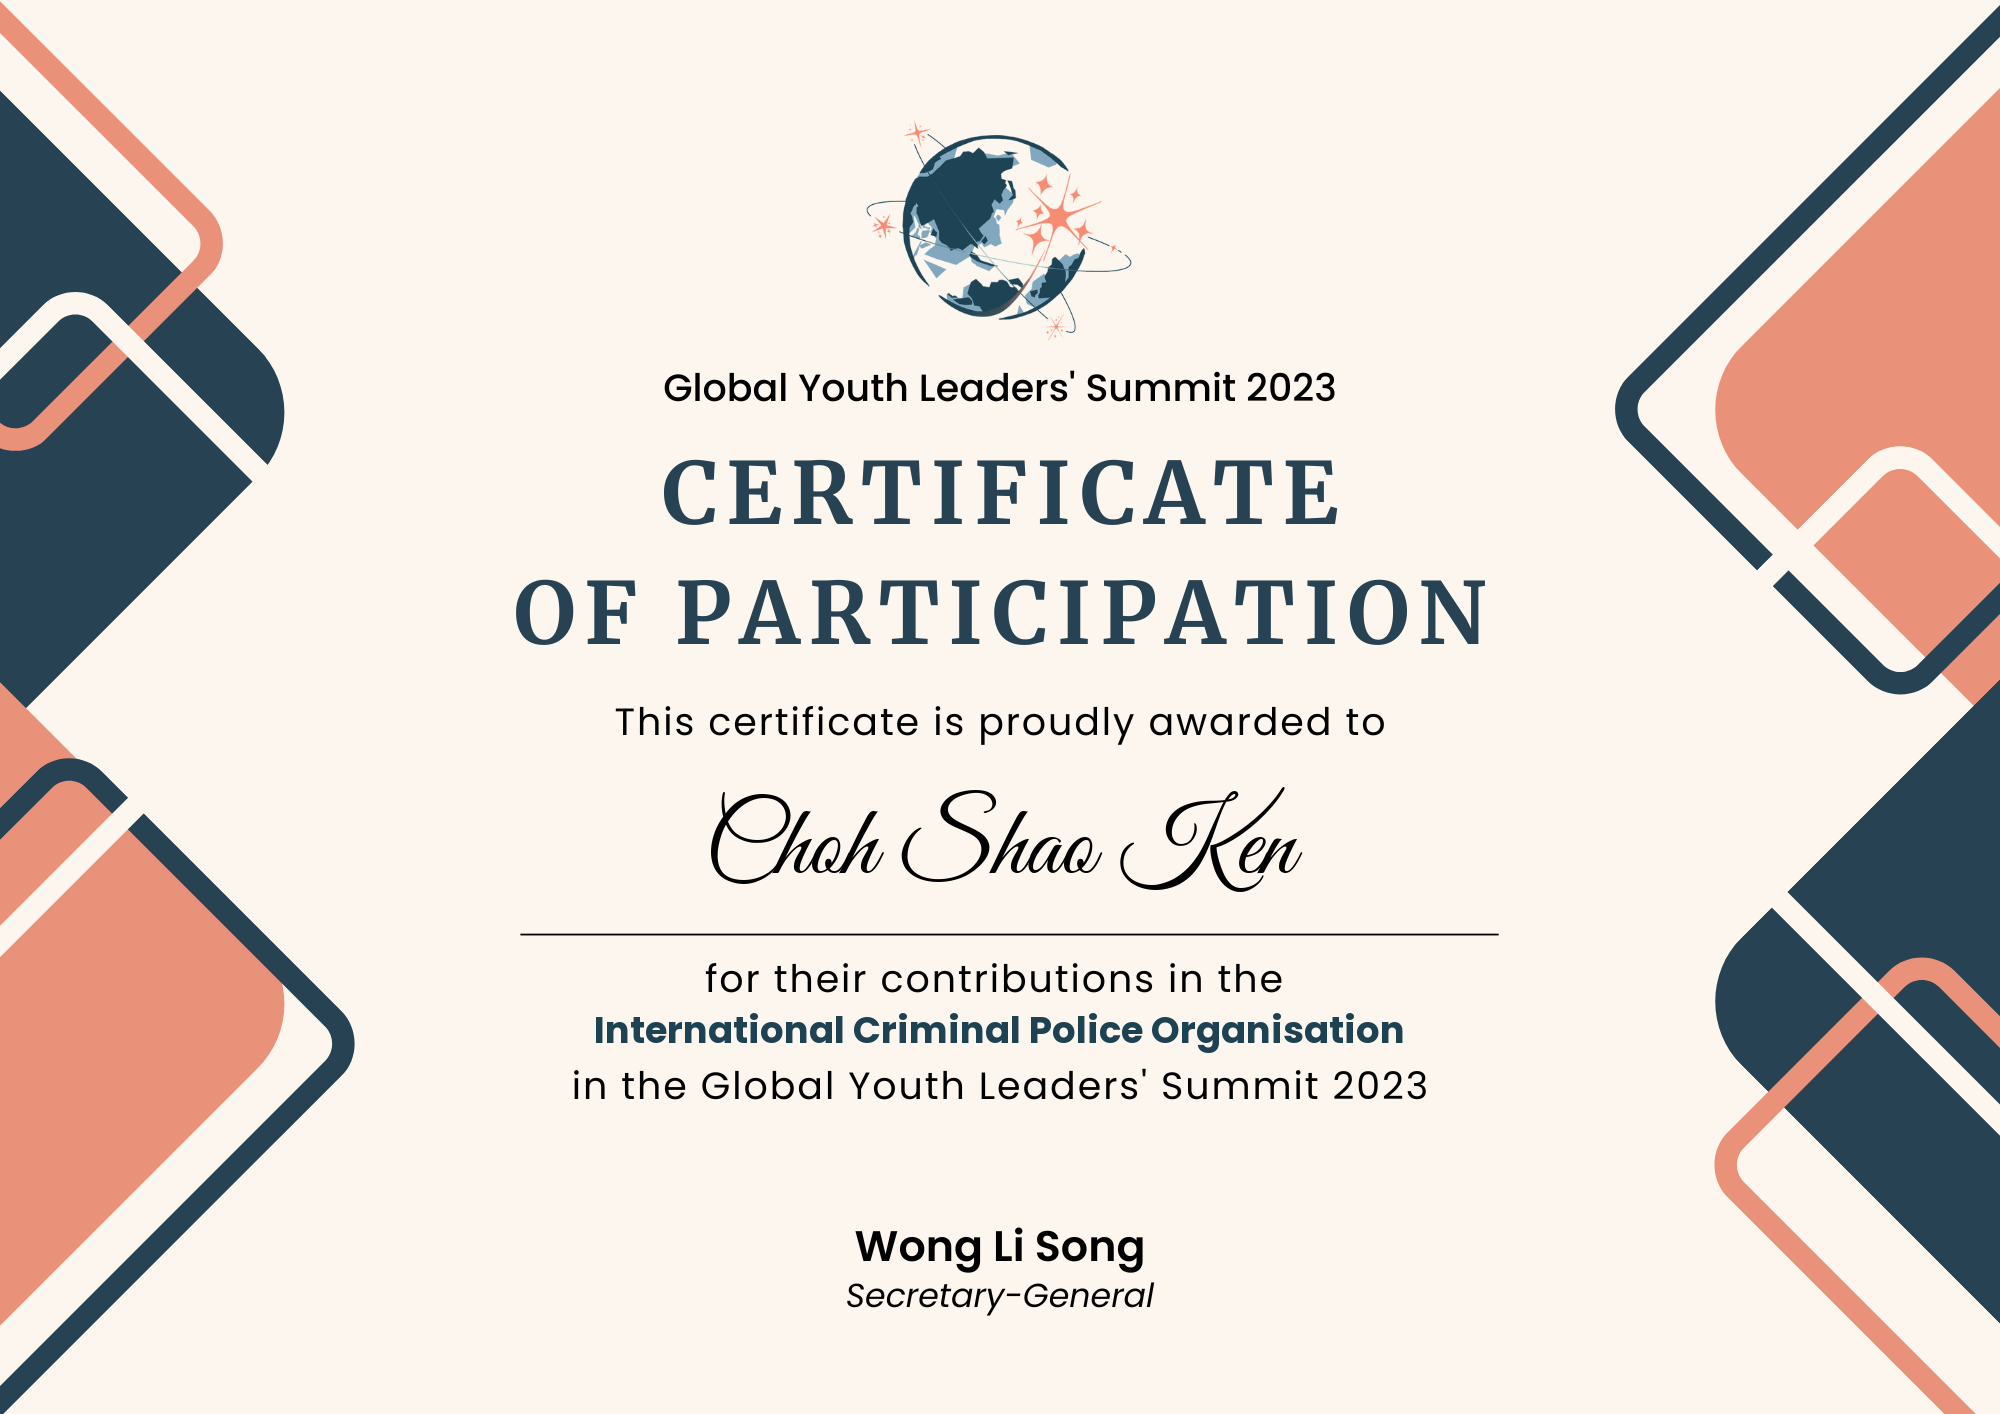 Global Youth Leaders' Summit 2023
CERTIFICATE
OF PARTICIPATION
This certificate is proudly awarded to
Choh Shao Ken
for their contributions in the
International Criminal Police Organisation
in the Global Youth Leaders' Summit 2023
Wong Li Song
Secretary-General